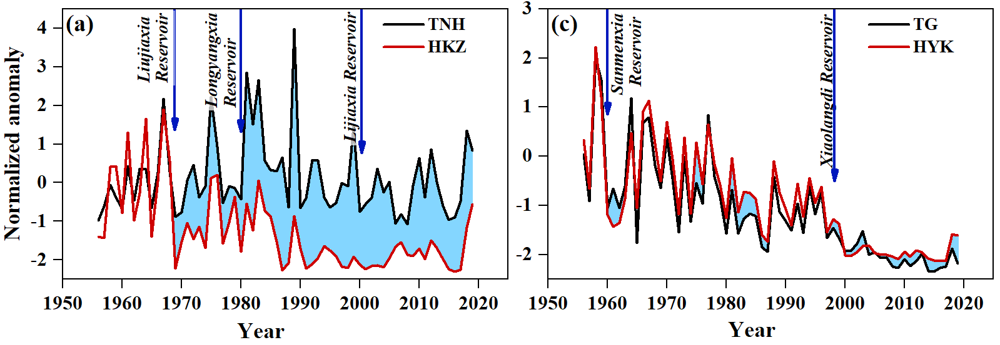 (a)
TNH
HKZ
Liujiaxia
Reservoir
Longyangxia
Reservoir
Lijiaxia Reservoir
Normalized anomaly
4
3
2
1
0
-1
-2
1950 1960 1970 1980 1990 2000 2010 2020
Year
(c)
TG
HYK
Sanmenxia
Reservoir
Xiaolangdi Reservoir
3
2
1
0
-1
-2
1950 1960 1970 1980 1990 2000 2010 2020
Year